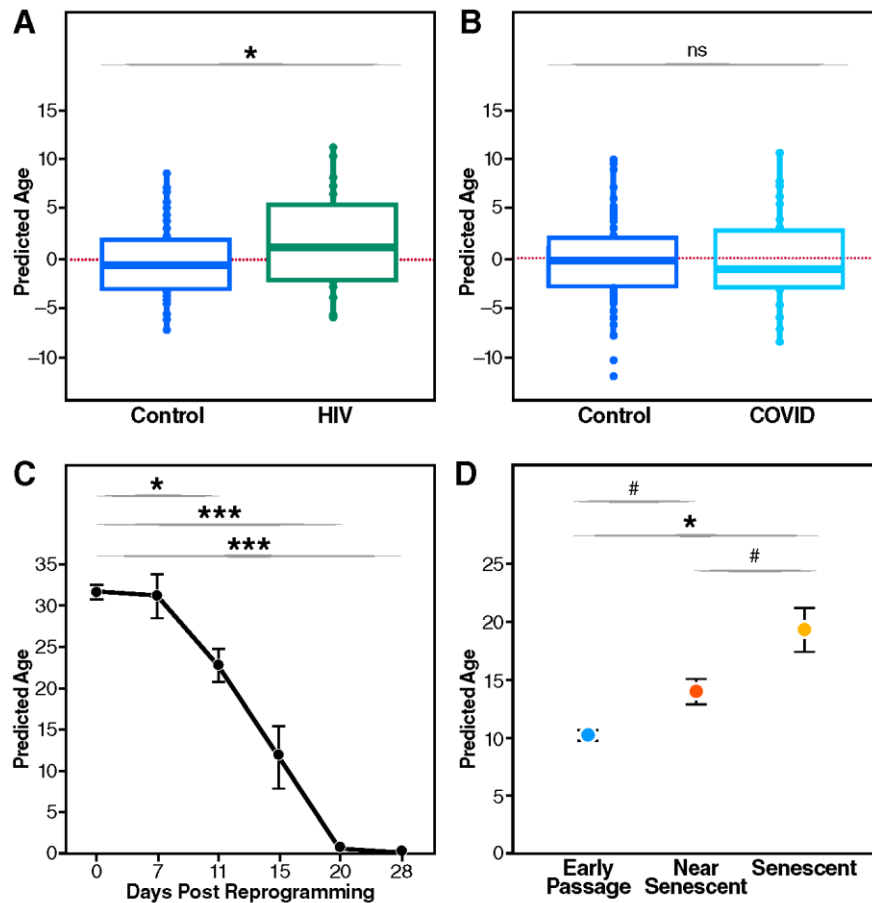 A
*
Predicted Age
15
10
5
0
−5
−10
Control HIV
B
ns
Predicted Age
15
10
5
0
−5
−10
Control COVID
C
*
***
***
Predicted Age
35
30
25
20
15
10
5
0
0 7 11 15 20 28
Days Post Reprogramming
D
#
*
#
Predicted Age
25
20
15
10
5
0
Early Near Senescent
Passage Senescent